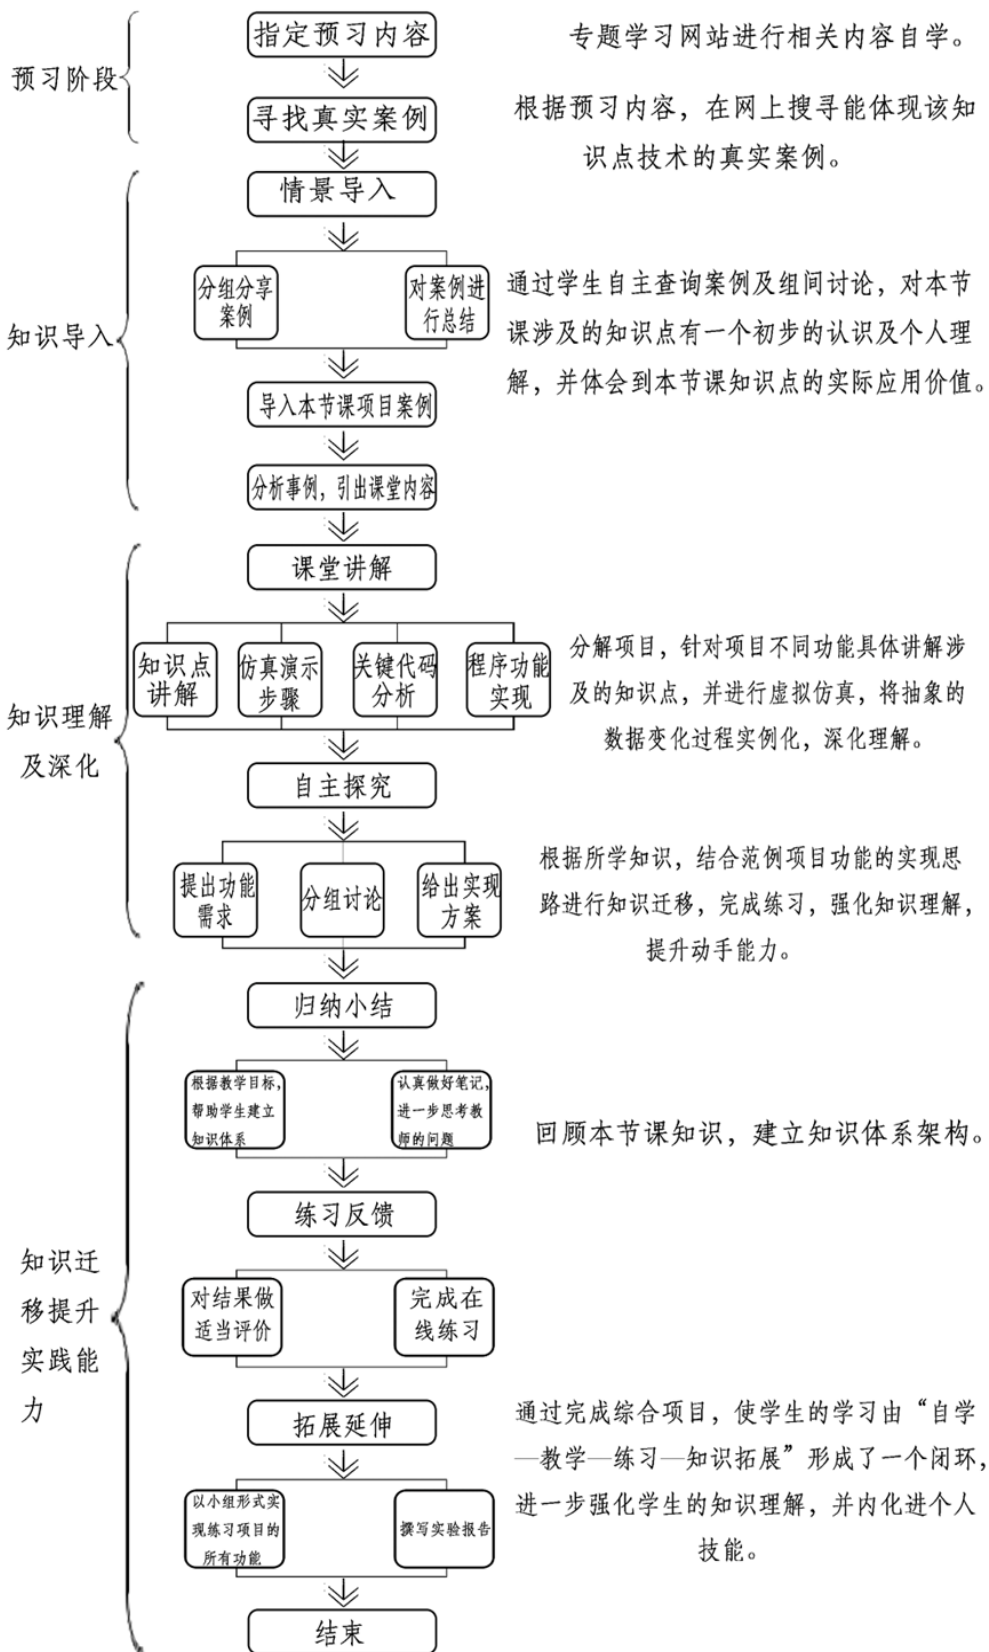 指定预习内容
专题学习网站进行相关内容自学。
预习阶段
寻找真实案例
根据预习内容，在网上搜寻能体现该知
识点技术的真实案例。
情景导入
知识导入
分组分享
案例
对案例进
行总结
通过学生自主查询案例及组间讨论，对本节
课涉及的知识点有一个初步的认识及个人理
解，并体会到本节课知识点的实际应用价值。
导入本节课项目案例
分析事例，引出课堂内容
课堂讲解
知识理解
及深化
知识点
讲解
仿真演示
步骤
关键代码
分析
程序功能
实现
分解项目，针对项目不同功能具体讲解涉
及的知识点，并进行虚拟仿真，将抽象的
数据变化过程实例化，深化理解。
自主探究
提出功能
需求
分组讨论
给出实现
方案
根据所学知识，结合范例项目功能的实现思
路进行知识迁移，完成练习，强化知识理解，
提升动手能力。
归纳小结
根据教学目标，
帮助学生建立
知识体系
认真做好笔记，
进一步思考教
师的问题
回顾本节课知识，建立知识体系架构。
练习反馈
知识迁
移提升
实践能
力
对结果做
适当评价
完成在
线练习
拓展延伸
通过完成综合项目，使学生的学习由“自学
—教学—练习—知识拓展”形成了一个闭环，
进一步强化学生的知识理解，并内化进个人
技能。
以小组形式实
现练习项目的
所有功能
撰写实验报告
结束